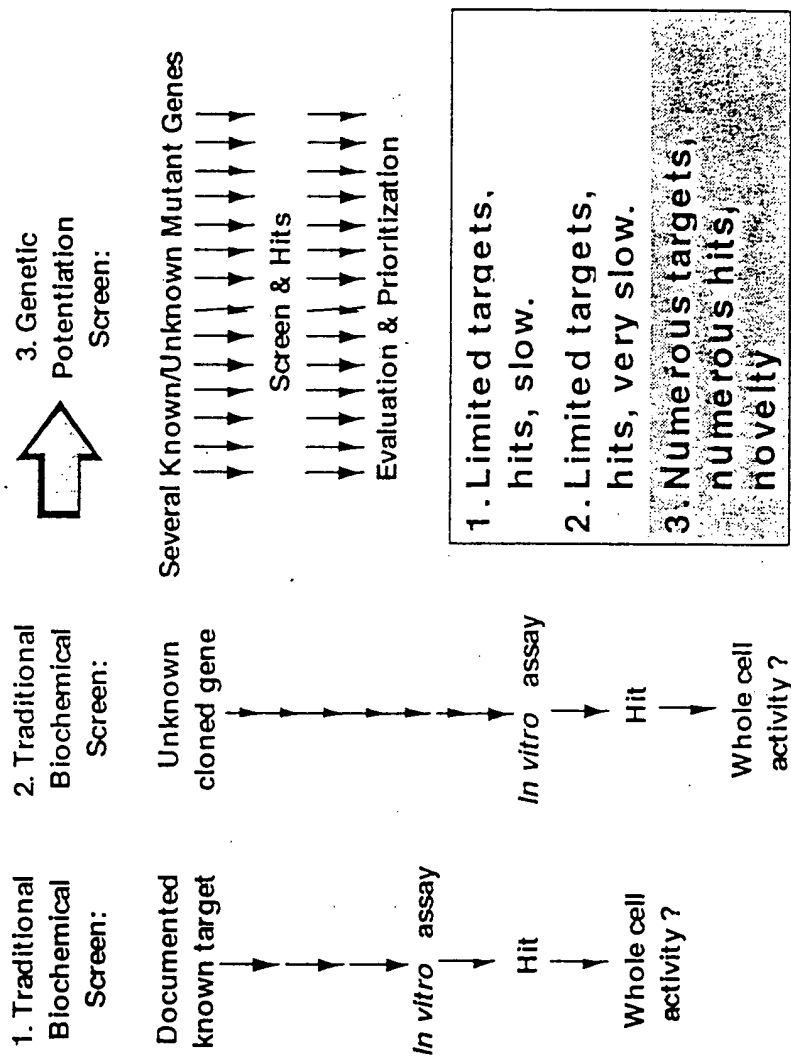 1. Traditional
Biochemical
Screen:
Documented
known target
In vitro assay
Hit
Whole cell
activity ?
2. Traditional
Biochemical
Screen:
Unknown
cloned gene
In vitro assay
Hit
Whole cell
activity ?
3. Genetic
Potentiation
Screen:
Several Known/Unknown Mutant Genes
Screen & Hits
Evaluation & Prioritization
1. Limited targets,
hits, slow.
2. Limited targets,
hits, very slow.
3. Numerous targets,
numerous hits,
novelty